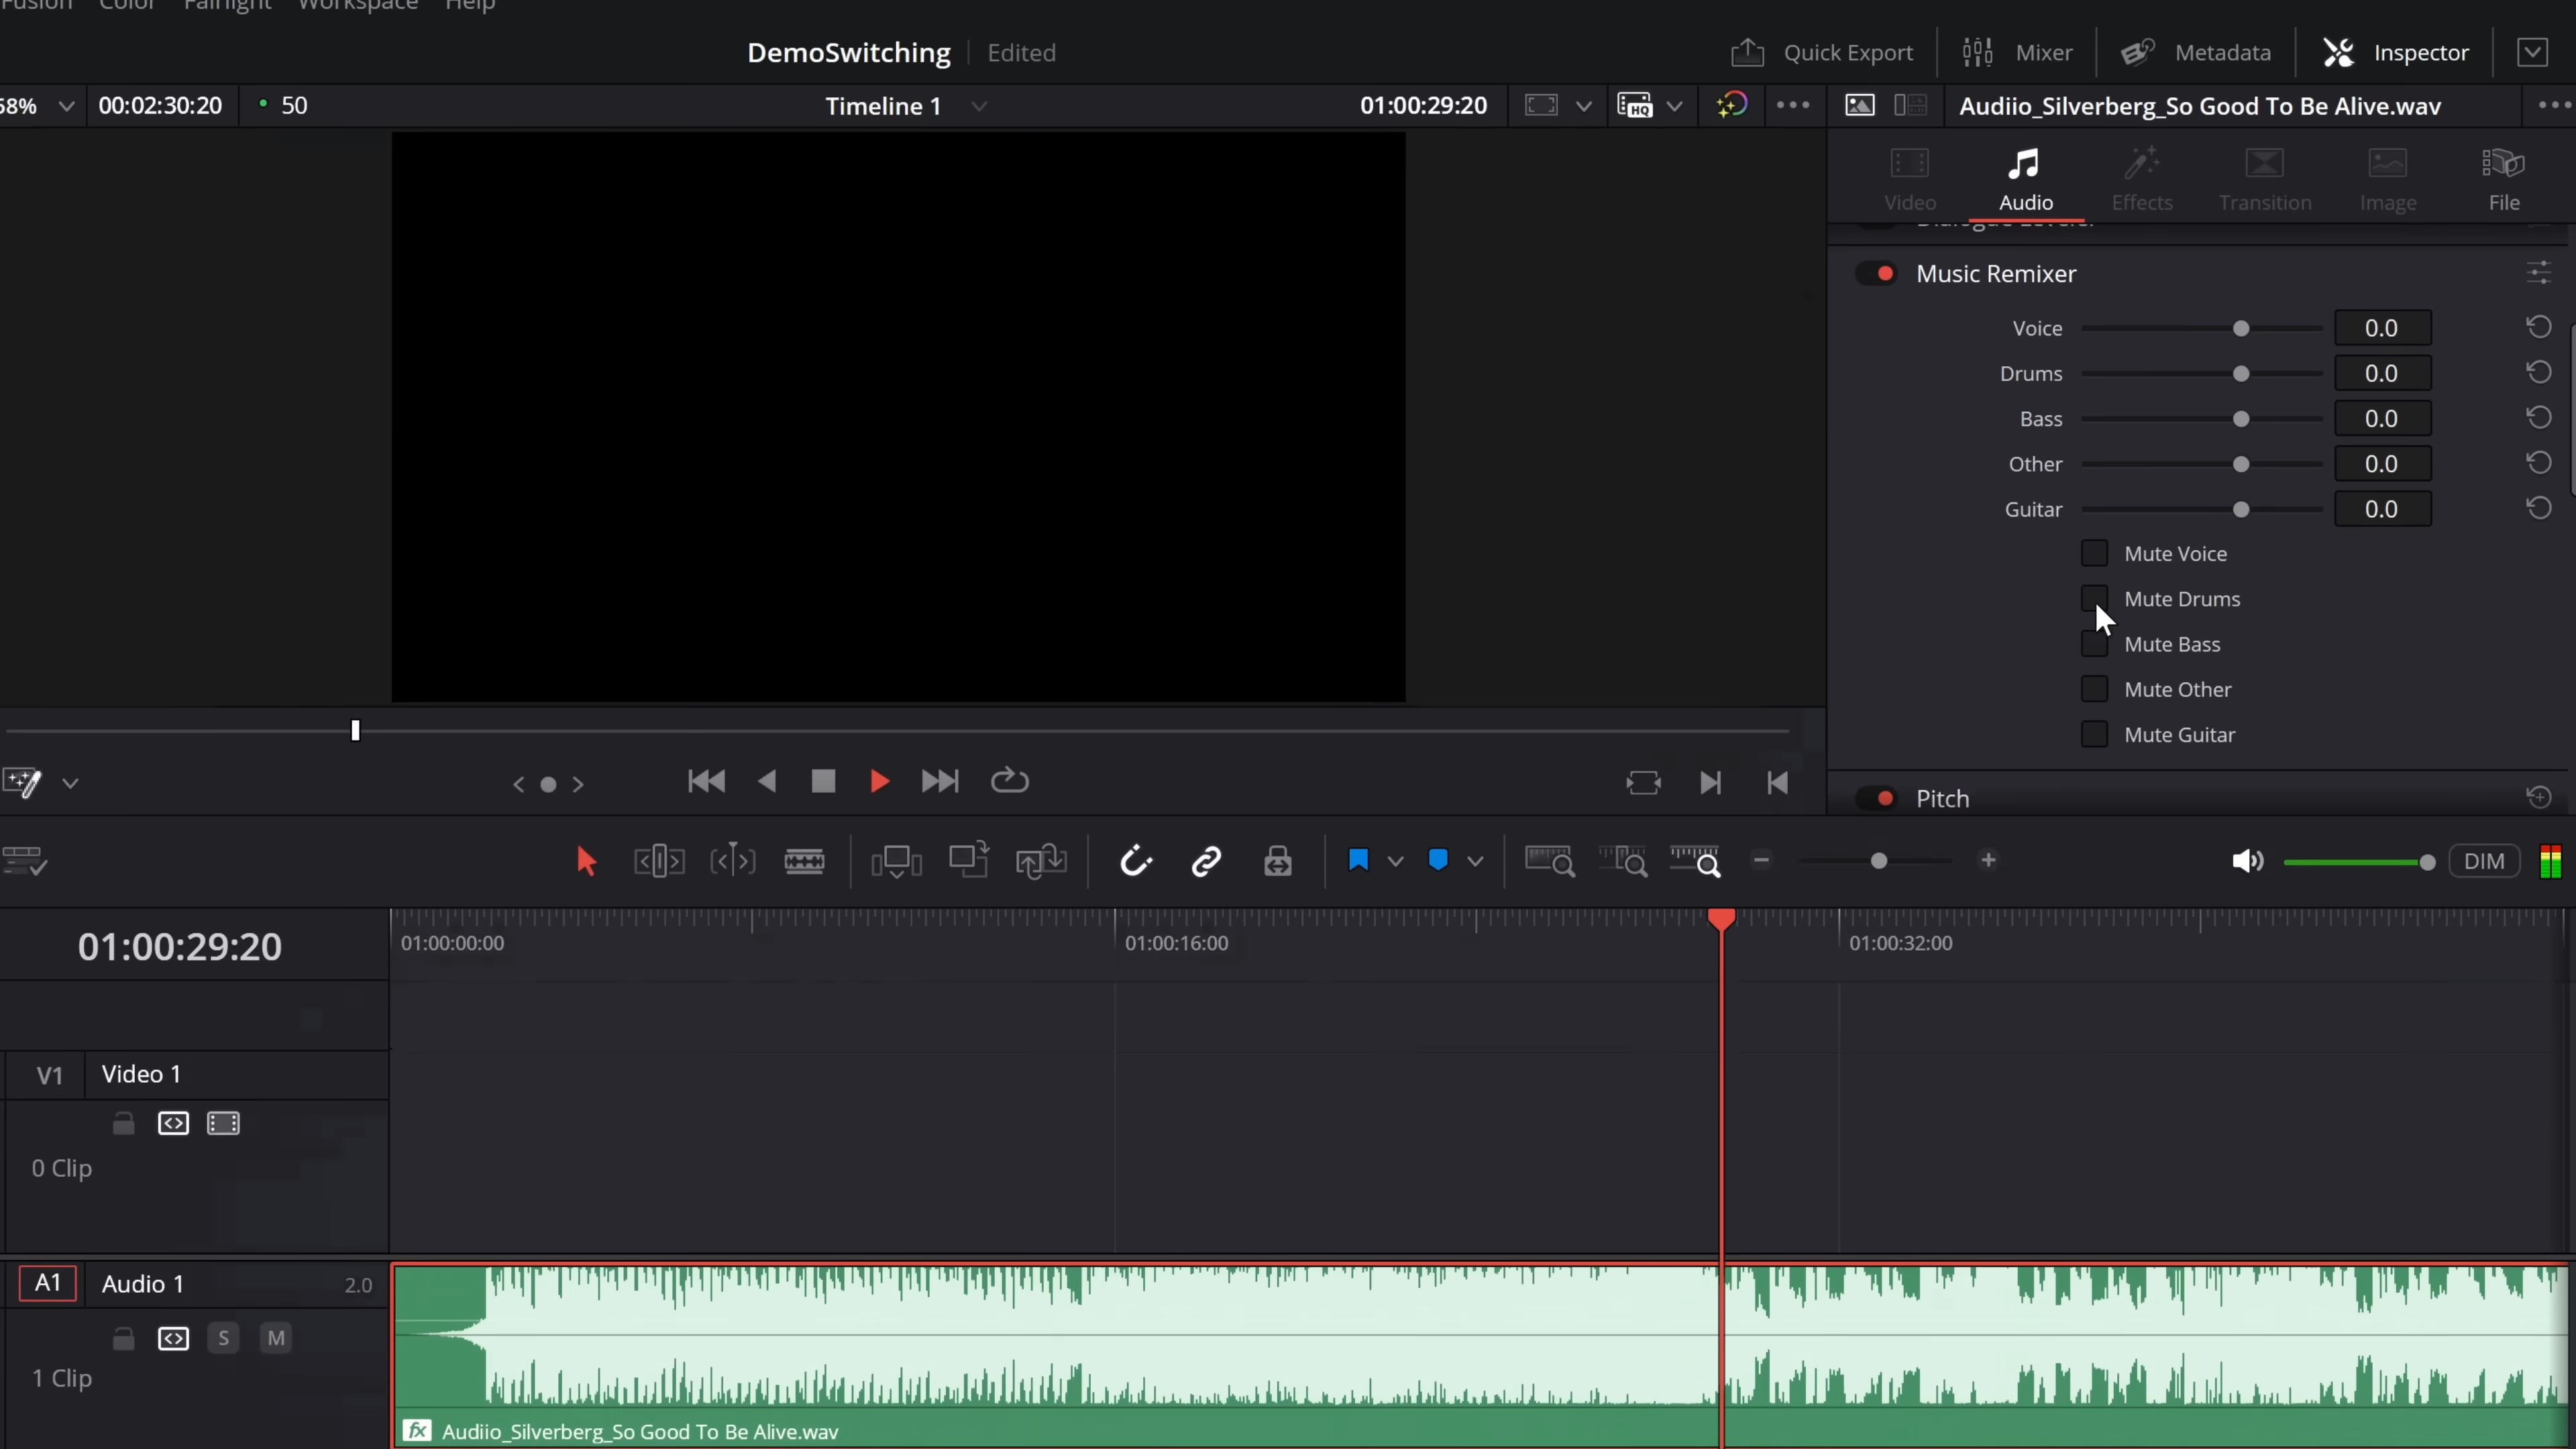 Fusion Color Fairlight Workspace Help
DemoSwitching Edited
Quick Export Mixer Metadata Inspector
58% 00:02:30:20 50 Timeline 1 01:00:29:20
Audiio_Silverberg_So Good To Be Alive.wav
Video Audio Effects Transition Image File
Dialogue Leveler
Music Remixer
Voice 0.0
Drums 0.0
Bass 0.0
Other 0.0
Guitar 0.0
Mute Voice
Mute Drums
Mute Bass
Mute Other
Mute Guitar
Pitch
DIM
01:00:29:20 01:00:00:00 01:00:16:00 01:00:32:00
V1 Video 1
0 Clip
A1 Audio 1 2.0
S M
1 Clip
fx Audiio_Silverberg_So Good To Be Alive.wav